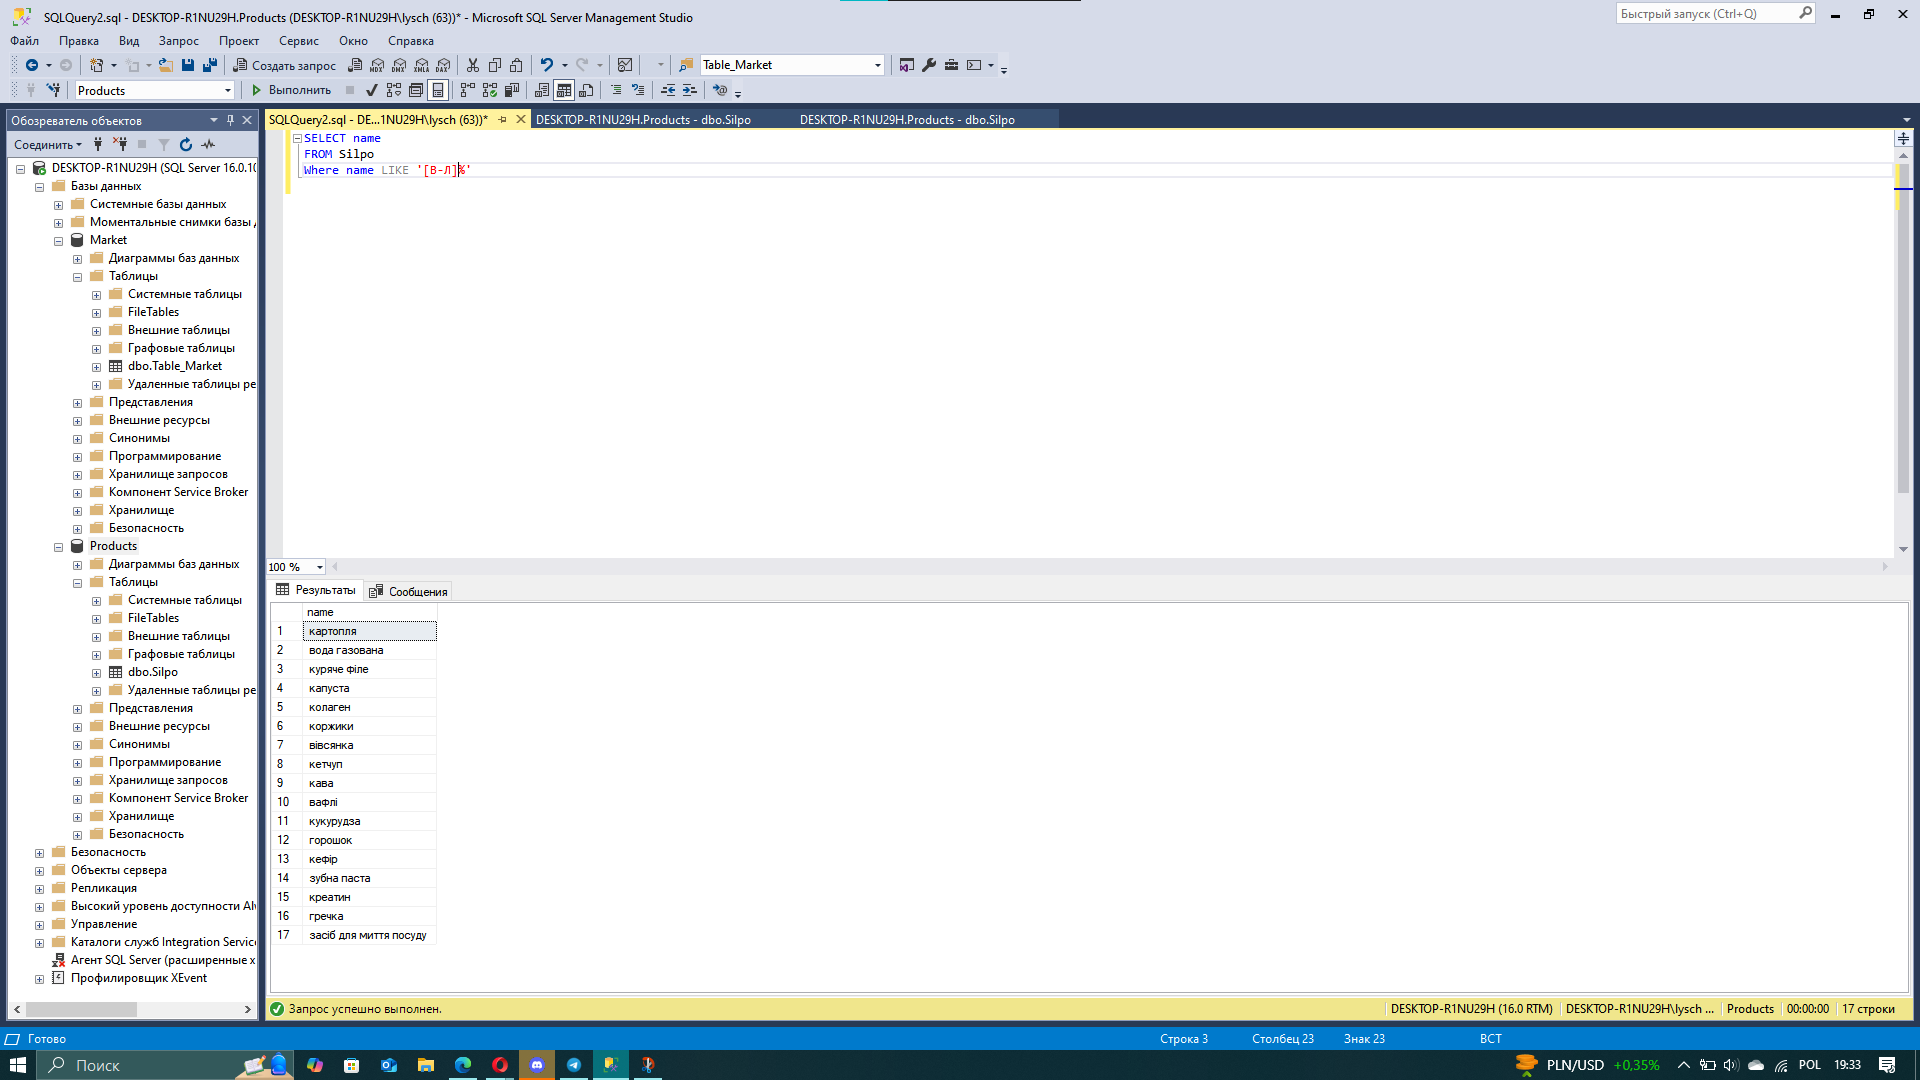 SQLQuery2.sql - DESKTOP-R1NU29H.Products (DESKTOP-R1NU29H\lysch (63))* - Microsoft SQL Server Management Studio
Быстрый запуск (Ctrl+Q)
Файл Правка Вид Запрос Проект Сервис Окно Справка
Создать запрос MDX DMX XMLA DAX Table_Market
Products Выполнить
Обозреватель объектов
Соединить
DESKTOP-R1NU29H (SQL Server 16.0.10
Базы данных
Системные базы данных
Моментальные снимки базы
Market
Диаграммы баз данных
Таблицы
Системные таблицы
FileTables
Внешние таблицы
Графовые таблицы
dbo.Table_Market
Удаленные таблицы ре
Представления
Внешние ресурсы
Синонимы
Программирование
Хранилище запросов
Компонент Service Broker
Хранилище
Безопасность
Products
Диаграммы баз данных
Таблицы
Системные таблицы
FileTables
Внешние таблицы
Графовые таблицы
dbo.Silpo
Удаленные таблицы ре
Представления
Внешние ресурсы
Синонимы
Программирование
Хранилище запросов
Компонент Service Broker
Хранилище
Безопасность
Безопасность
Объекты сервера
Репликация
Высокий уровень доступности Al
Управление
Каталоги служб Integration Servic
Агент SQL Server (расширенные х
Профилировщик XEvent
SQLQuery2.sql - DE...1NU29H\lysch (63))* DESKTOP-R1NU29H.Products - dbo.Silpo DESKTOP-R1NU29H.Products - dbo.Silpo
SELECT name
FROM Silpo
Where name LIKE '[В-Л]%'
100 %
Результаты Сообщения
name
1 картопля
2 вода газована
3 куряче філе
4 капуста
5 колаген
6 коржики
7 вівсянка
8 кетчуп
9 кава
10 вафлі
11 кукурудза
12 горошок
13 кефір
14 зубна паста
15 креатин
16 гречка
17 засіб для миття посуду
Запрос успешно выполнен. DESKTOP-R1NU29H (16.0 RTM) DESKTOP-R1NU29H\lysch ... Products 00:00:00 17 строки
Готово Строка 3 Столбец 23 Знак 23 ВСТ
Поиск PLN/USD +0,35% POL 19:33